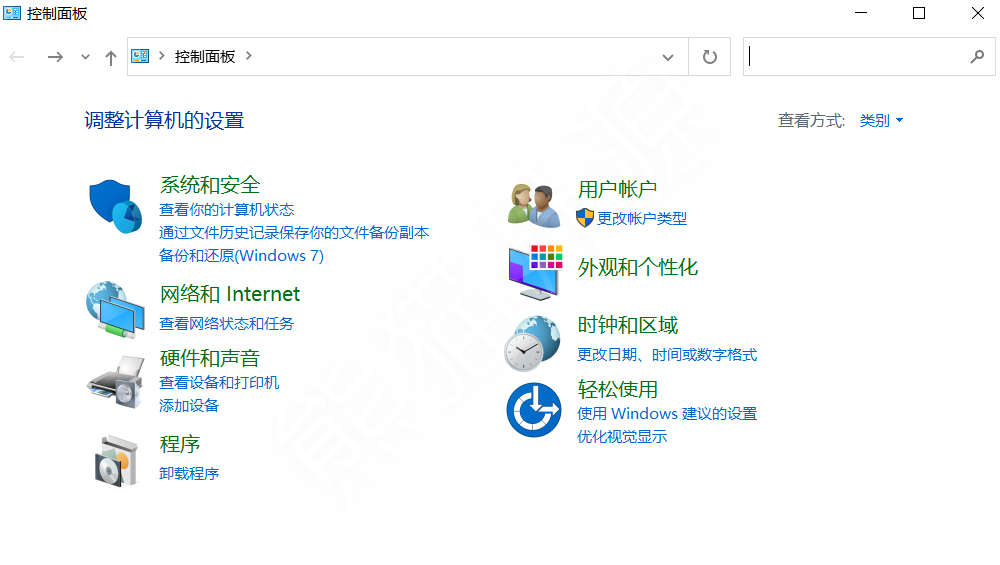 控制面板
控制面板
调整计算机的设置
查看方式: 类别
系统和安全
查看你的计算机状态
通过文件历史记录保存你的文件备份副本
备份和还原(Windows 7)
网络和 Internet
查看网络状态和任务
硬件和声音
查看设备和打印机
添加设备
程序
卸载程序
用户帐户
更改帐户类型
外观和个性化
时钟和区域
更改日期、时间或数字格式
轻松使用
使用 Windows 建议的设置
优化视觉显示